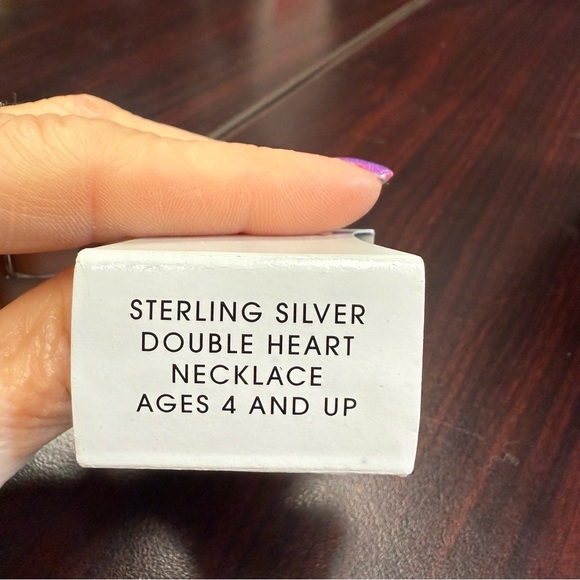 STERLING SILVER
DOUBLE HEART
NECKLACE
AGES 4 AND UP